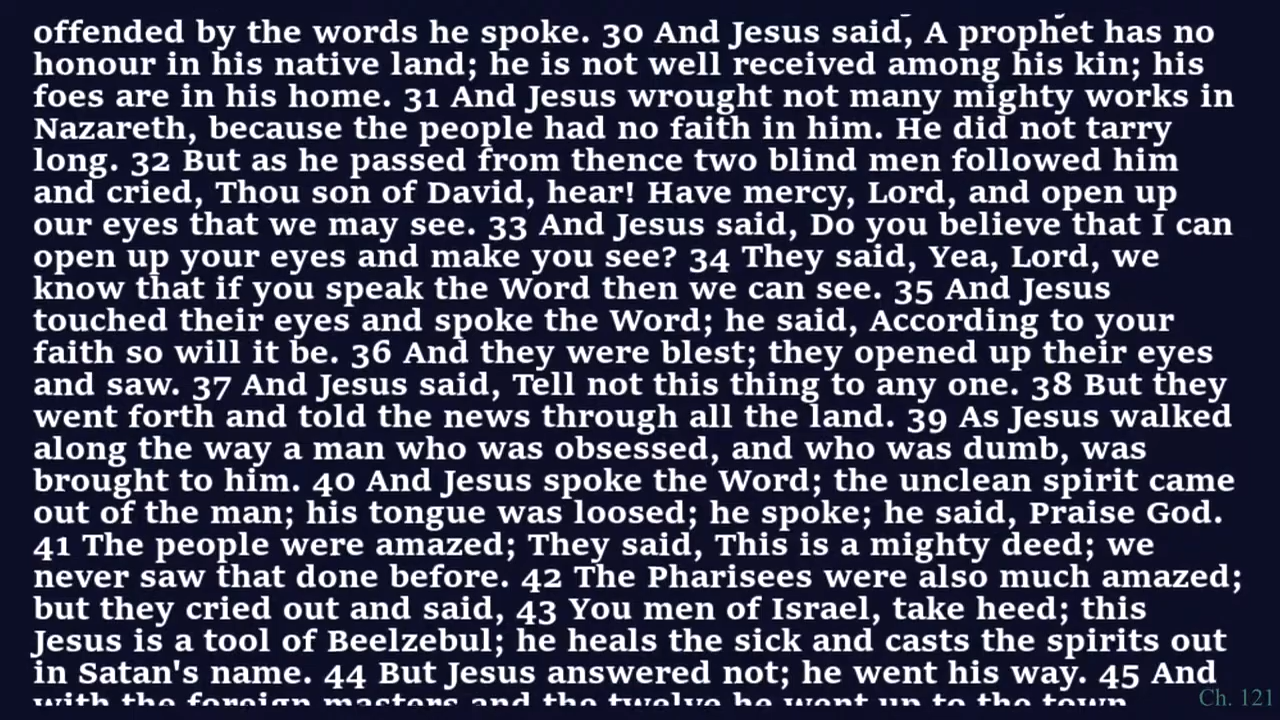 offended by the words he spoke. 30 And Jesus said, A prophet has no
honour in his native land; he is not well received among his kin; his
foes are in his home. 31 And Jesus wrought not many mighty works in
Nazareth, because the people had no faith in him. He did not tarry
long. 32 But as he passed from thence two blind men followed him
and cried, Thou son of David, hear! Have mercy, Lord, and open up
our eyes that we may see. 33 And Jesus said, Do you believe that I can
open up your eyes and make you see? 34 They said, Yea, Lord, we
know that if you speak the Word then we can see. 35 And Jesus
touched their eyes and spoke the Word; he said, According to your
faith so will it be. 36 And they were blest; they opened up their eyes
and saw. 37 And Jesus said, Tell not this thing to any one. 38 But they
went forth and told the news through all the land. 39 As Jesus walked
along the way a man who was obsessed, and who was dumb, was
brought to him. 40 And Jesus spoke the Word; the unclean spirit came
out of the man; his tongue was loosed; he spoke; he said, Praise God.
41 The people were amazed; They said, This is a mighty deed; we
never saw that done before. 42 The Pharisees were also much amazed;
but they cried out and said, 43 You men of Israel, take heed; this
Jesus is a tool of Beelzebul; he heals the sick and casts the spirits out
in Satan's name. 44 But Jesus answered not; he went his way. 45 And
with the foreign masters and the twelve he went up to the town
Ch. 121